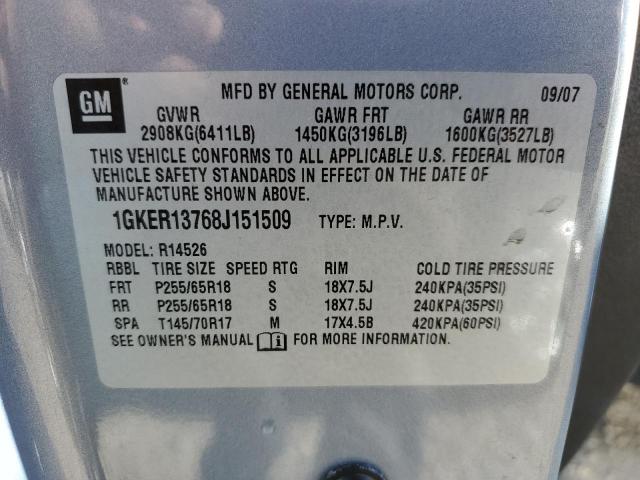 GM ®
MFD BY GENERAL MOTORS CORP. 09/07
GVWR GAWR FRT GAWR RR
2908KG(6411LB) 1450KG(3196LB) 1600KG(3527LB)
THIS VEHICLE CONFORMS TO ALL APPLICABLE U.S. FEDERAL MOTOR
VEHICLE SAFETY STANDARDS IN EFFECT ON THE DATE OF
MANUFACTURE SHOWN ABOVE.
1GKER13768J151509 TYPE: M.P.V.
MODEL: R14526
RBBL TIRE SIZE SPEED RTG RIM COLD TIRE PRESSURE
FRT P255/65R18 S 18X7.5J 240KPA(35PSI)
RR P255/65R18 S 18X7.5J 240KPA(35PSI)
SPA T145/70R17 M 17X4.5B 420KPA(60PSI)
SEE OWNER'S MANUAL i FOR MORE INFORMATION.